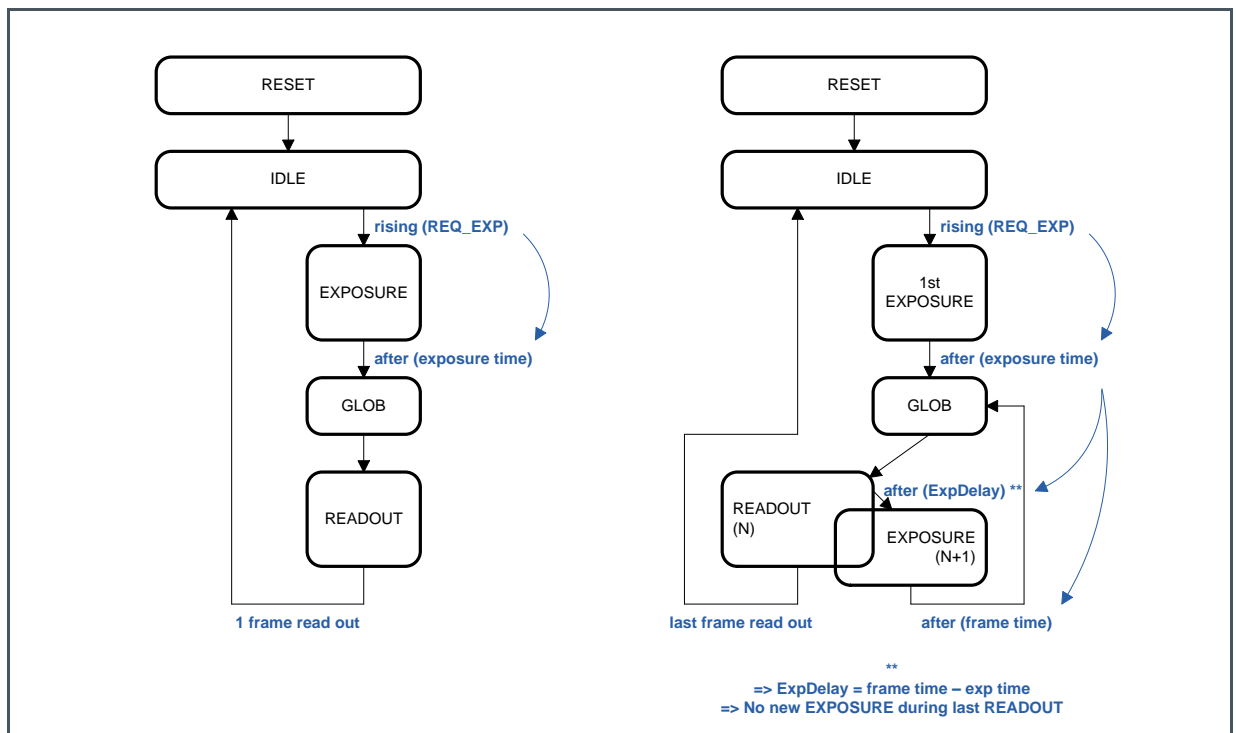 RESET
IDLE
rising (REQ_EXP)
EXPOSURE
after (exposure time)
GLOB
READOUT
1 frame read out
RESET
IDLE
rising (REQ_EXP)
1st
EXPOSURE
after (exposure time)
GLOB
after (ExpDelay) **
READOUT
(N)
EXPOSURE
(N+1)
last frame read out
after (frame time)
**
=> ExpDelay = frame time – exp time
=> No new EXPOSURE during last READOUT